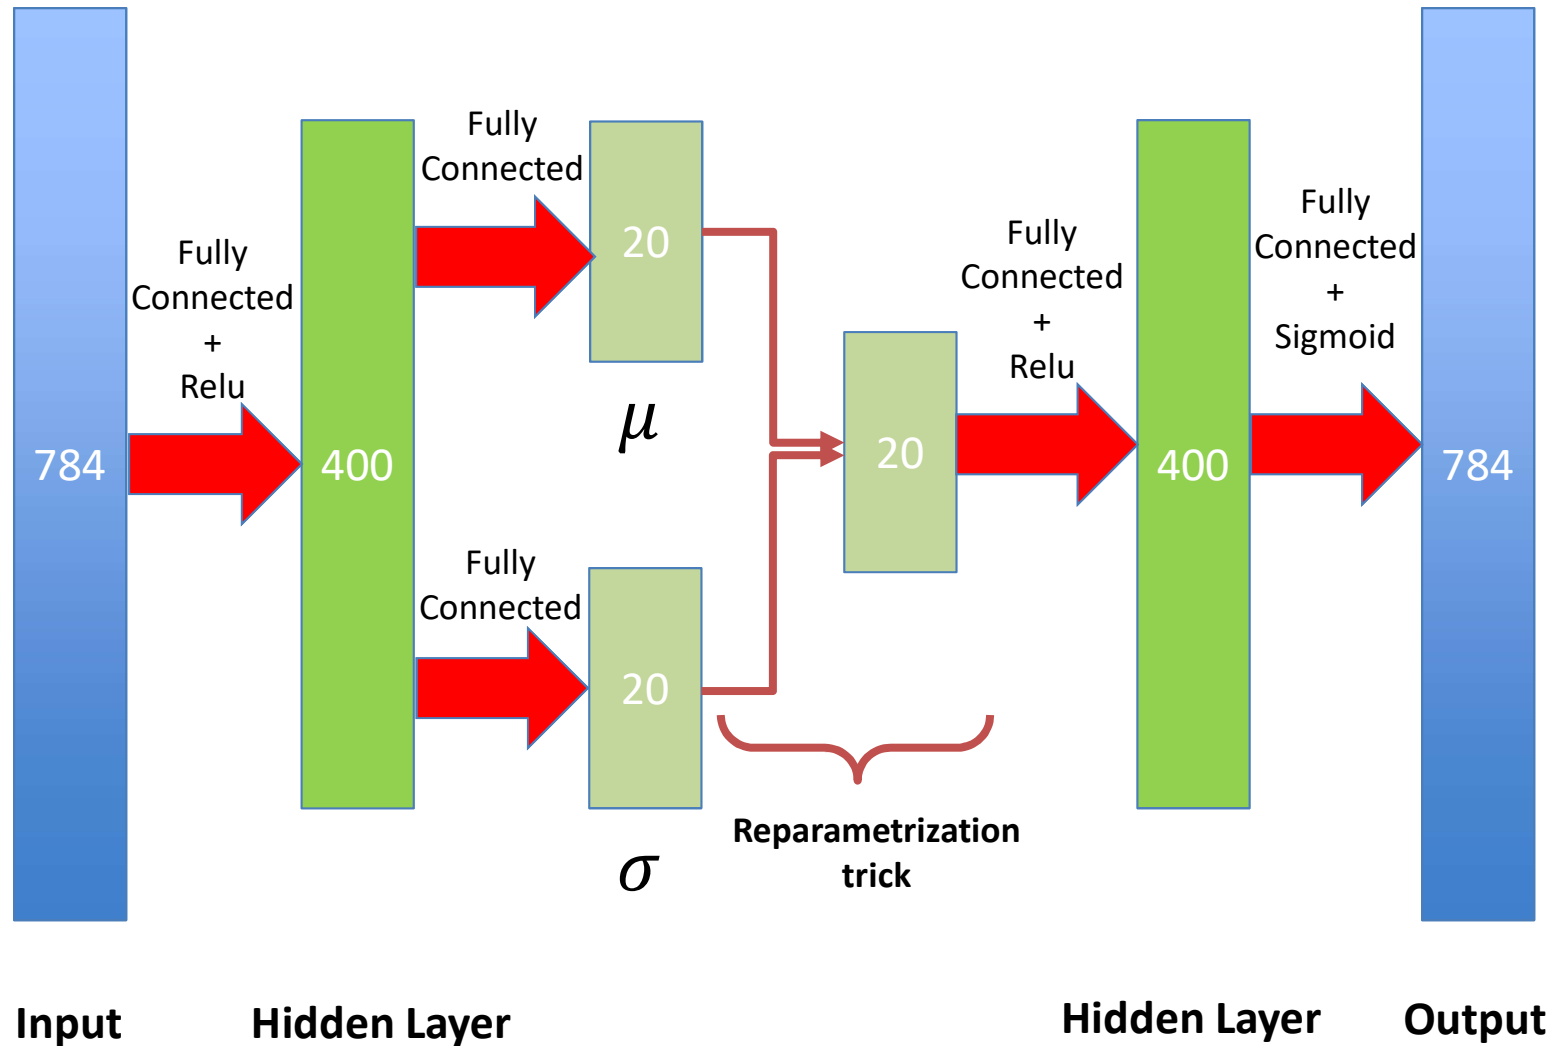 784
Fully
Connected
+
Relu
400
Fully
Connected
20
μ
Fully
Connected
20
σ
Reparametrization
trick
20
Fully
Connected
+
Relu
400
Fully
Connected
+
Sigmoid
784
Input
Hidden Layer
Hidden Layer
Output